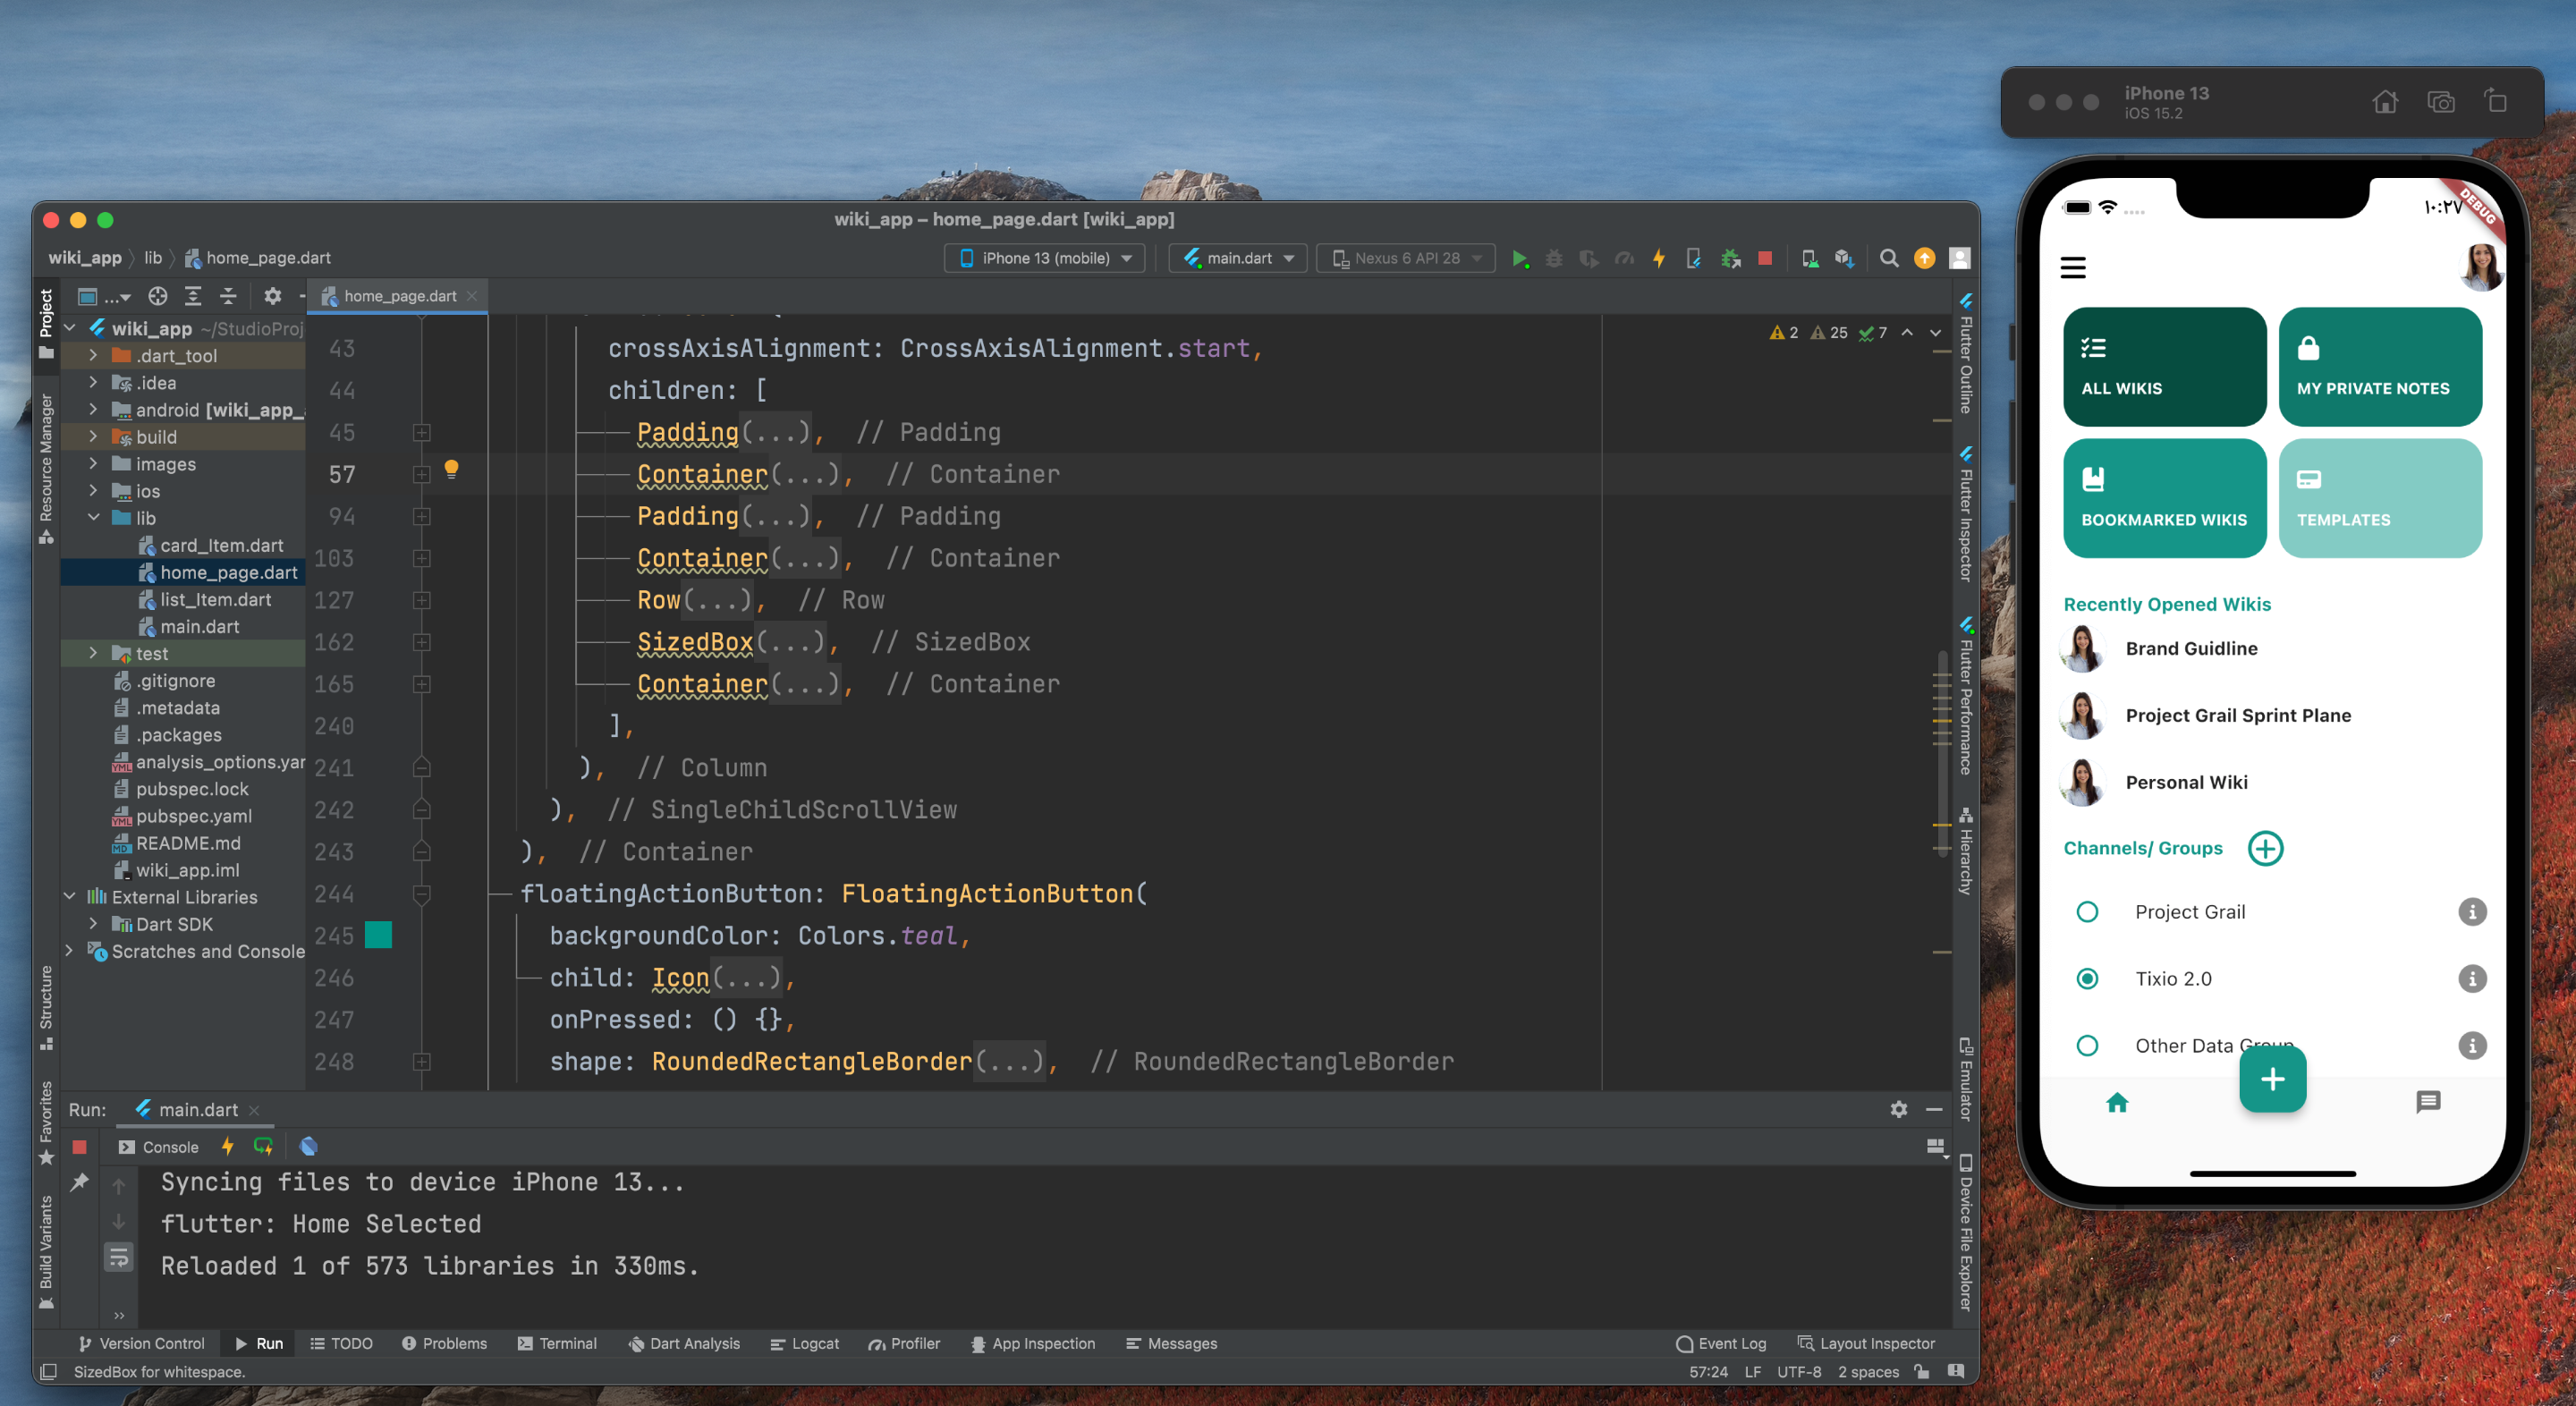 wiki_app – home_page.dart [wiki_app]
wiki_app lib home_page.dart
iPhone 13 (mobile)
main.dart
Nexus 6 API 28
Project
Resource Manager
Structure
Favorites
Build Variants
...
home_page.dart
wiki_app ~/StudioProj
.dart_tool
.idea
android [wiki_app_
build
images
ios
lib
card_Item.dart
home_page.dart
list_Item.dart
main.dart
test
.gitignore
.metadata
.packages
analysis_options.yar
pubspec.lock
pubspec.yaml
README.md
wiki_app.iml
External Libraries
Dart SDK
Scratches and Console
2 25 7
43 crossAxisAlignment: CrossAxisAlignment.start,
44 children: [
45 Padding(...), // Padding
57 Container(...), // Container
94 Padding(...), // Padding
103 Container(...), // Container
127 Row(...), // Row
162 SizedBox(...), // SizedBox
165 Container(...), // Container
240 ],
241 ), // Column
242 ), // SingleChildScrollView
243 ), // Container
244 floatingActionButton: FloatingActionButton(
245 backgroundColor: Colors.teal,
246 child: Icon(...),
247 onPressed: () {},
248 shape: RoundedRectangleBorder(...), // RoundedRectangleBorder
Flutter Outline
Flutter Inspector
Flutter Performance
Hierarchy
Emulator
Device File Explorer
Run: main.dart
Console
Syncing files to device iPhone 13...
flutter: Home Selected
Reloaded 1 of 573 libraries in 330ms.
Version Control Run TODO Problems Terminal Dart Analysis Logcat Profiler App Inspection Messages Event Log Layout Inspector
SizedBox for whitespace. 57:24 LF UTF-8 2 spaces
iPhone 13
iOS 15.2
١٠:٢٧
DEBUG
ALL WIKIS
MY PRIVATE NOTES
BOOKMARKED WIKIS
TEMPLATES
Recently Opened Wikis
Brand Guidline
Project Grail Sprint Plane
Personal Wiki
Channels/ Groups
Project Grail
Tixio 2.0
Other Data Group